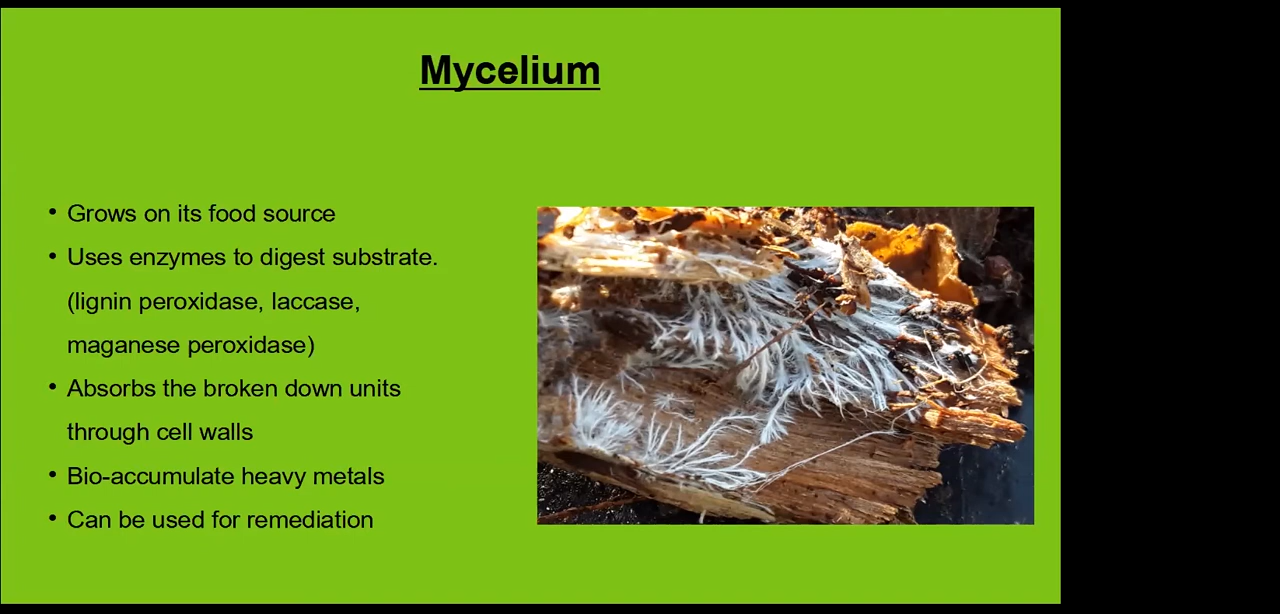 Mycelium
• Grows on its food source
• Uses enzymes to digest substrate.
(lignin peroxidase, laccase,
maganese peroxidase)
• Absorbs the broken down units
through cell walls
• Bio-accumulate heavy metals
• Can be used for remediation